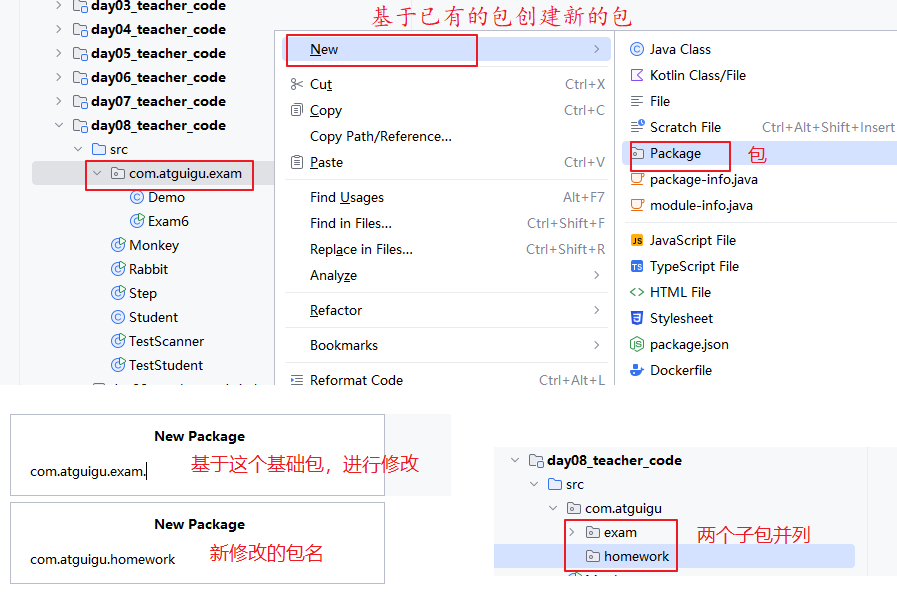 基于已有的包创建新的包
day03_teacher_code
day04_teacher_code
day05_teacher_code
day06_teacher_code
day07_teacher_code
day08_teacher_code
src
com.atguigu.exam
Demo
Exam6
Monkey
Rabbit
Step
Student
TestScanner
TestStudent
New
Cut Ctrl+X
Copy Ctrl+C
Copy Path/Reference...
Paste Ctrl+V
Find Usages Alt+F7
Find in Files... Ctrl+Shift+F
Replace in Files... Ctrl+Shift+R
Analyze
Refactor
Bookmarks
Reformat Code Ctrl+Alt+L
Java Class
Kotlin Class/File
File
Scratch File Ctrl+Alt+Shift+Insert
Package 包
package-info.java
module-info.java
JavaScript File
TypeScript File
HTML File
Stylesheet
package.json
Dockerfile
New Package
com.atguigu.exam. 基于这个基础包，进行修改
New Package
com.atguigu.homework 新修改的包名
day08_teacher_code
src
com.atguigu
exam
homework
两个子包并列